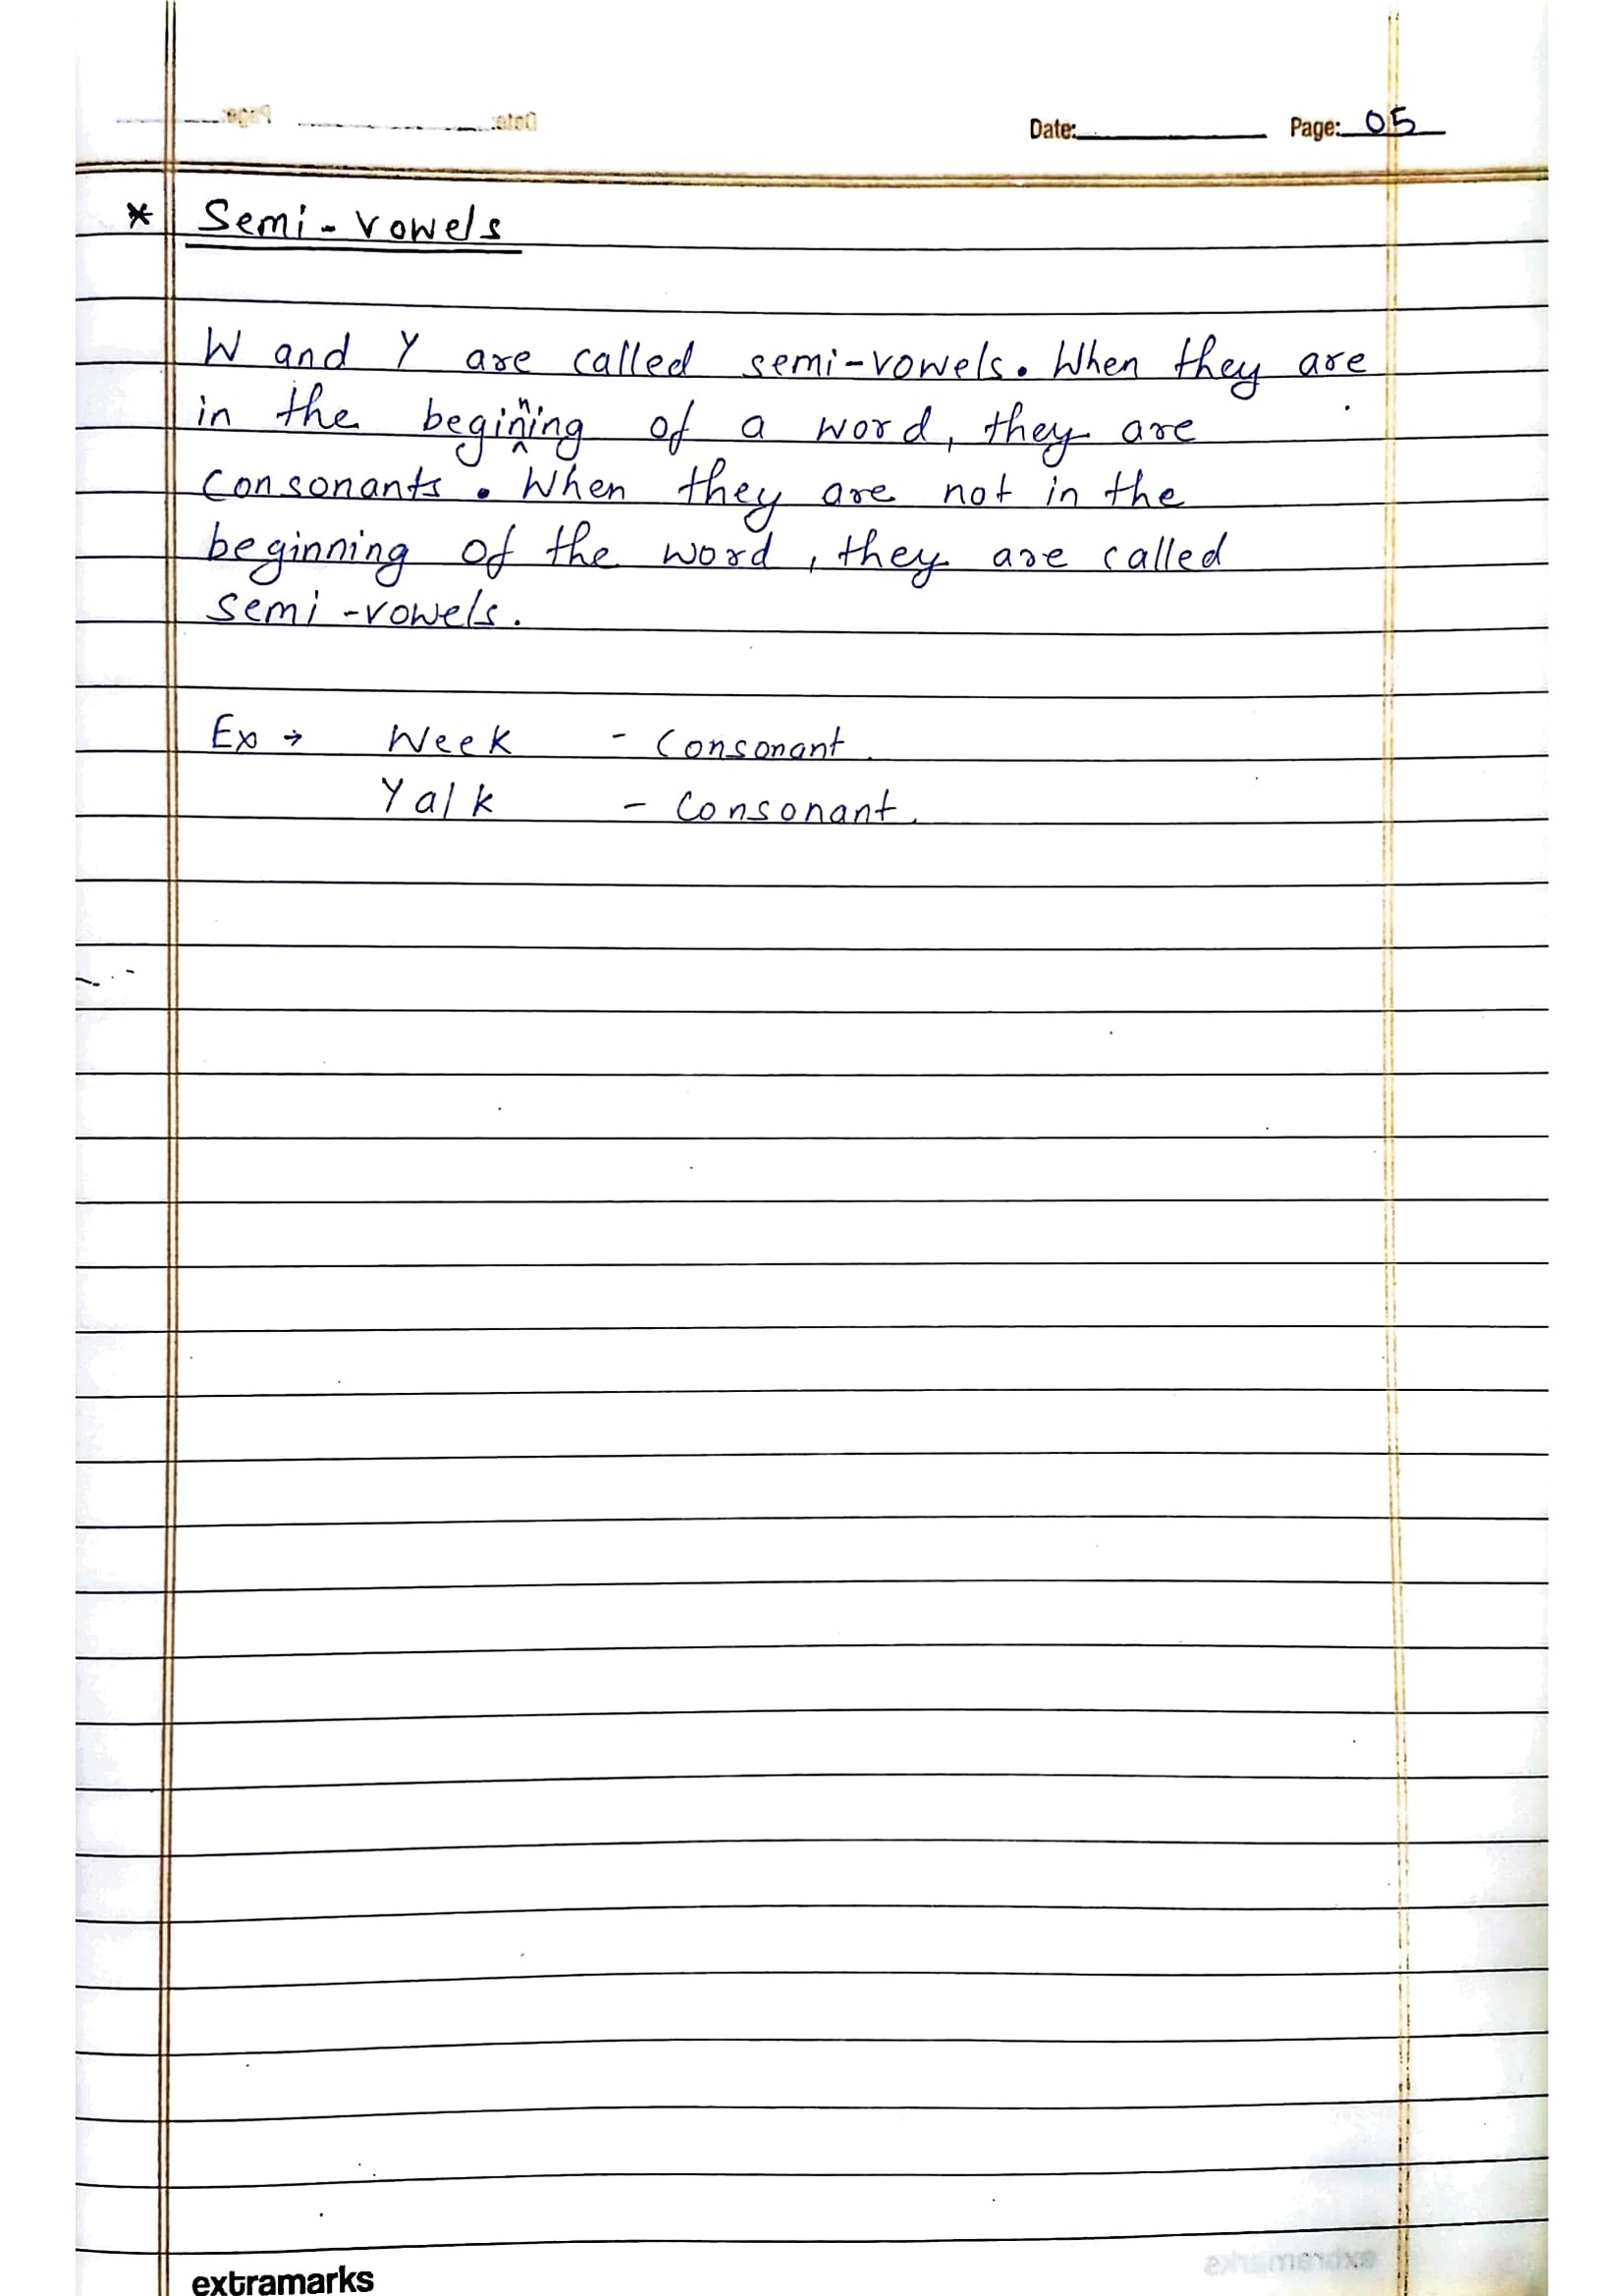 Date: Page: 05
* Semi-vowels
W and Y are called semi-vowels. When they are
in the beginning of a word, they are
consonants. When they are not in the
beginning of the word, they are called
semi-vowels.
Ex → Week - Consonant
Yalk - Consonant.
extramarks